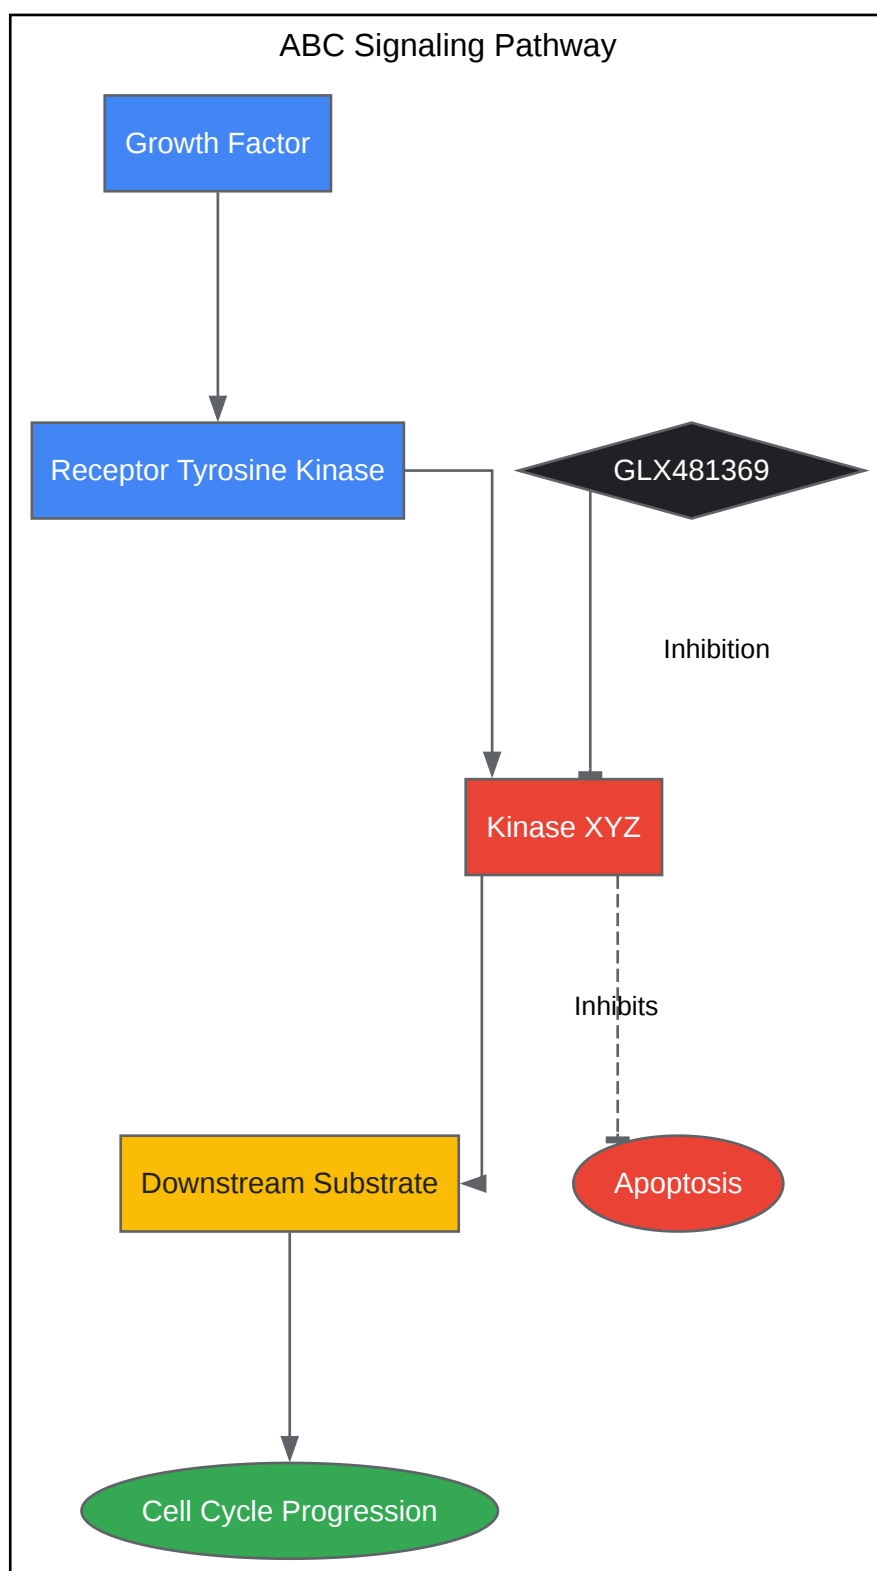 ABC Signaling Pathway
Growth Factor
Receptor Tyrosine Kinase
GLX481369
Inhibition
Kinase XYZ
Inhibits
Downstream Substrate
Apoptosis
Cell Cycle Progression